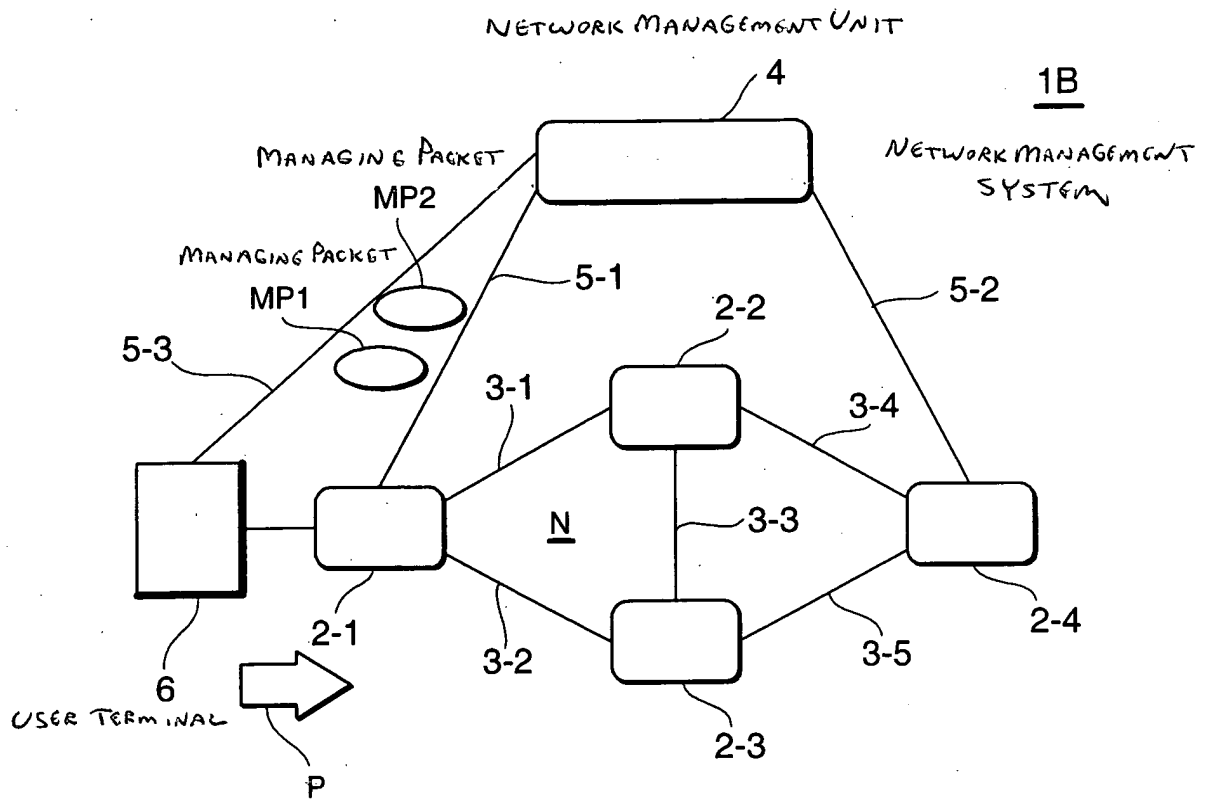 NETWORK MANAGEMENT UNIT
4
1B
NETWORK MANAGEMENT
SYSTEM
MANAGING PACKET
MP2
MANAGING PACKET
MP1
5-1
5-2
2-2
5-3
3-1
3-4
N
3-3
2-1
3-2
3-5
2-4
6
USER TERMINAL
2-3
P